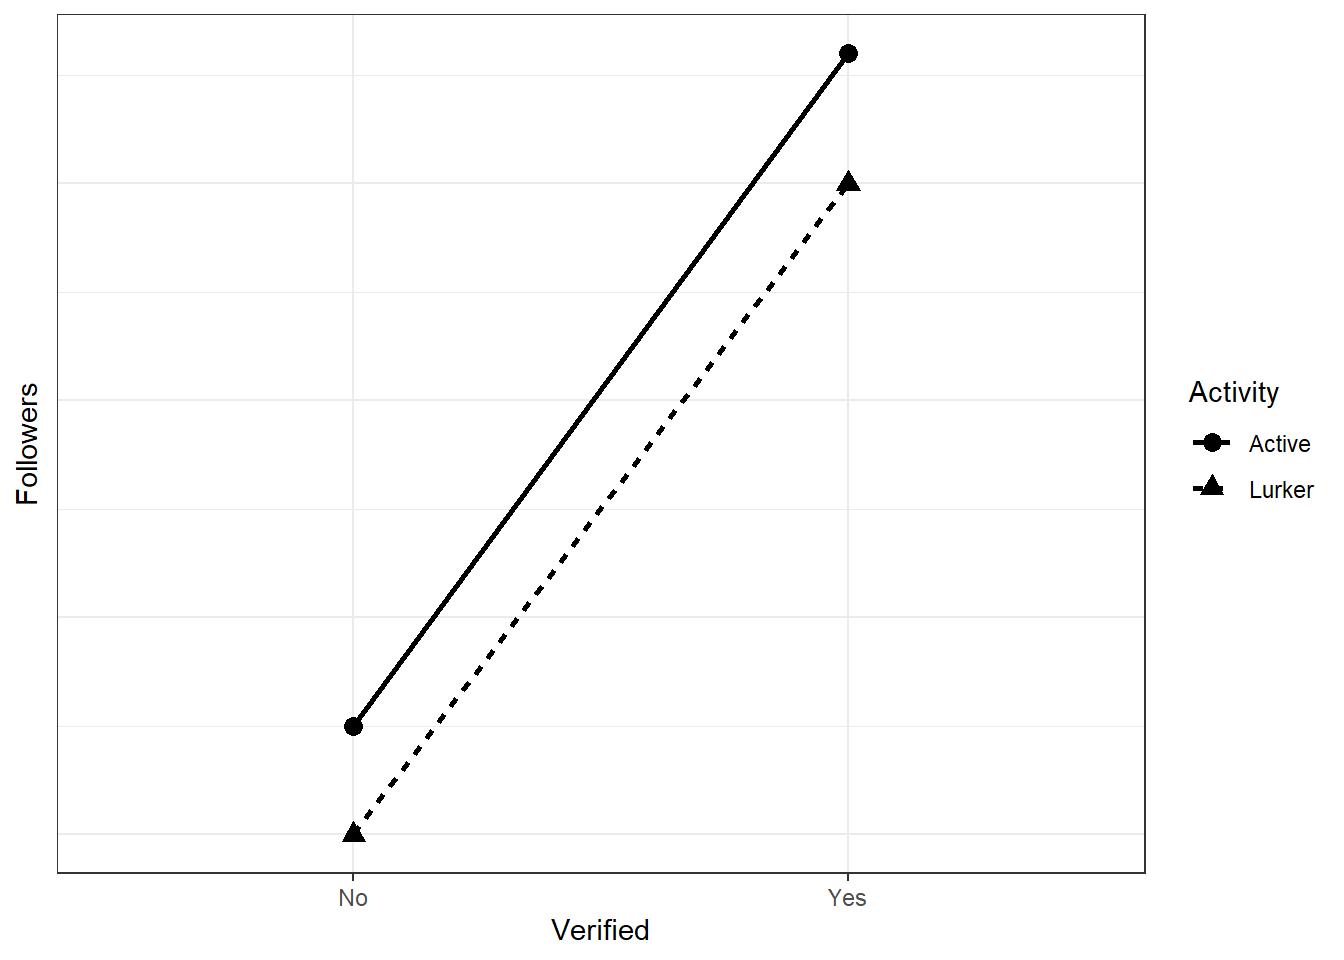 Followers
No
Yes
Verified
Activity
Active
Lurker